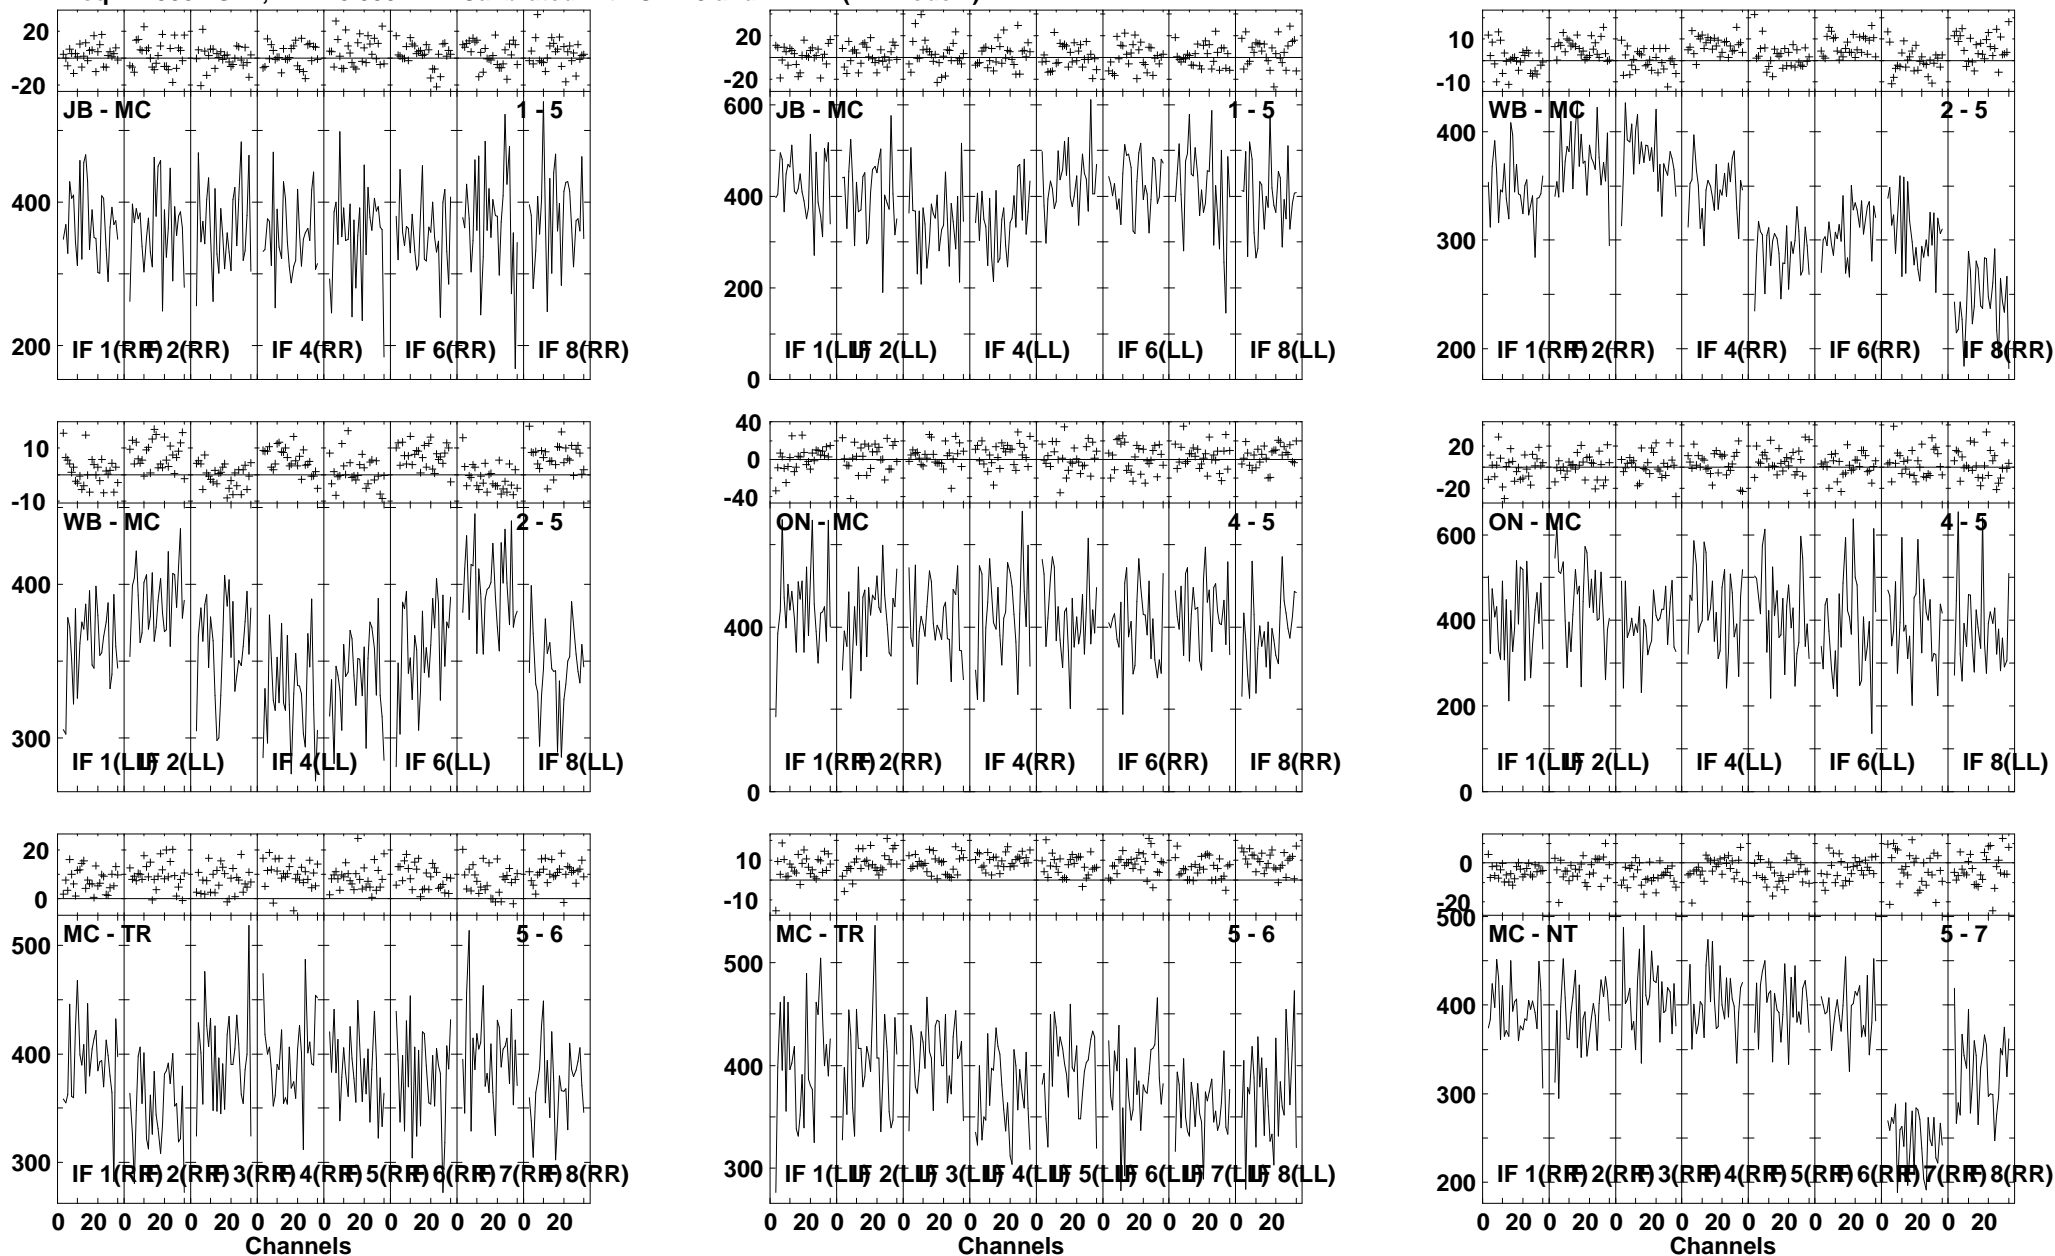 20
-20
JB - MC 1 - 5
400
200
IF 1(RR) IF 2(RR) IF 4(RR) IF 6(RR) IF 8(RR)
20
-20
600
JB - MC 1 - 5
400
200
0
IF 1(LL) IF 2(LL) IF 4(LL) IF 6(LL) IF 8(LL)
10
-10
WB - MC 2 - 5
400
300
200
IF 1(RR) IF 2(RR) IF 4(RR) IF 6(RR) IF 8(RR)
10
-10
WB - MC 2 - 5
400
300
IF 1(LL) IF 2(LL) IF 4(LL) IF 6(LL) IF 8(LL)
40
0
-40
ON - MC 4 - 5
400
0
IF 1(RR) IF 2(RR) IF 4(RR) IF 6(RR) IF 8(RR)
20
-20
ON - MC 4 - 5
600
400
200
0
IF 1(LL) IF 2(LL) IF 4(LL) IF 6(LL) IF 8(LL)
20
0
MC - TR 5 - 6
500
400
300
IF 1(RR) IF 2(RR) IF 3(RR) IF 4(RR) IF 5(RR) IF 6(RR) IF 7(RR) IF 8(RR)
0 20 0 20 0 20 0 20 0 20 0 20 0 20 0 20
Channels
10
-10
MC - TR 5 - 6
500
400
300
IF 1(LL) IF 2(LL) IF 3(LL) IF 4(LL) IF 5(LL) IF 6(LL) IF 7(LL) IF 8(LL)
0 20 0 20 0 20 0 20 0 20 0 20 0 20 0 20
Channels
0
-20
500
MC - NT 5 - 7
400
300
200
IF 1(RR) IF 2(RR) IF 3(RR) IF 4(RR) IF 5(RR) IF 6(RR) IF 7(RR) IF 8(RR)
0 20 0 20 0 20 0 20 0 20 0 20 0 20 0 20
Channels